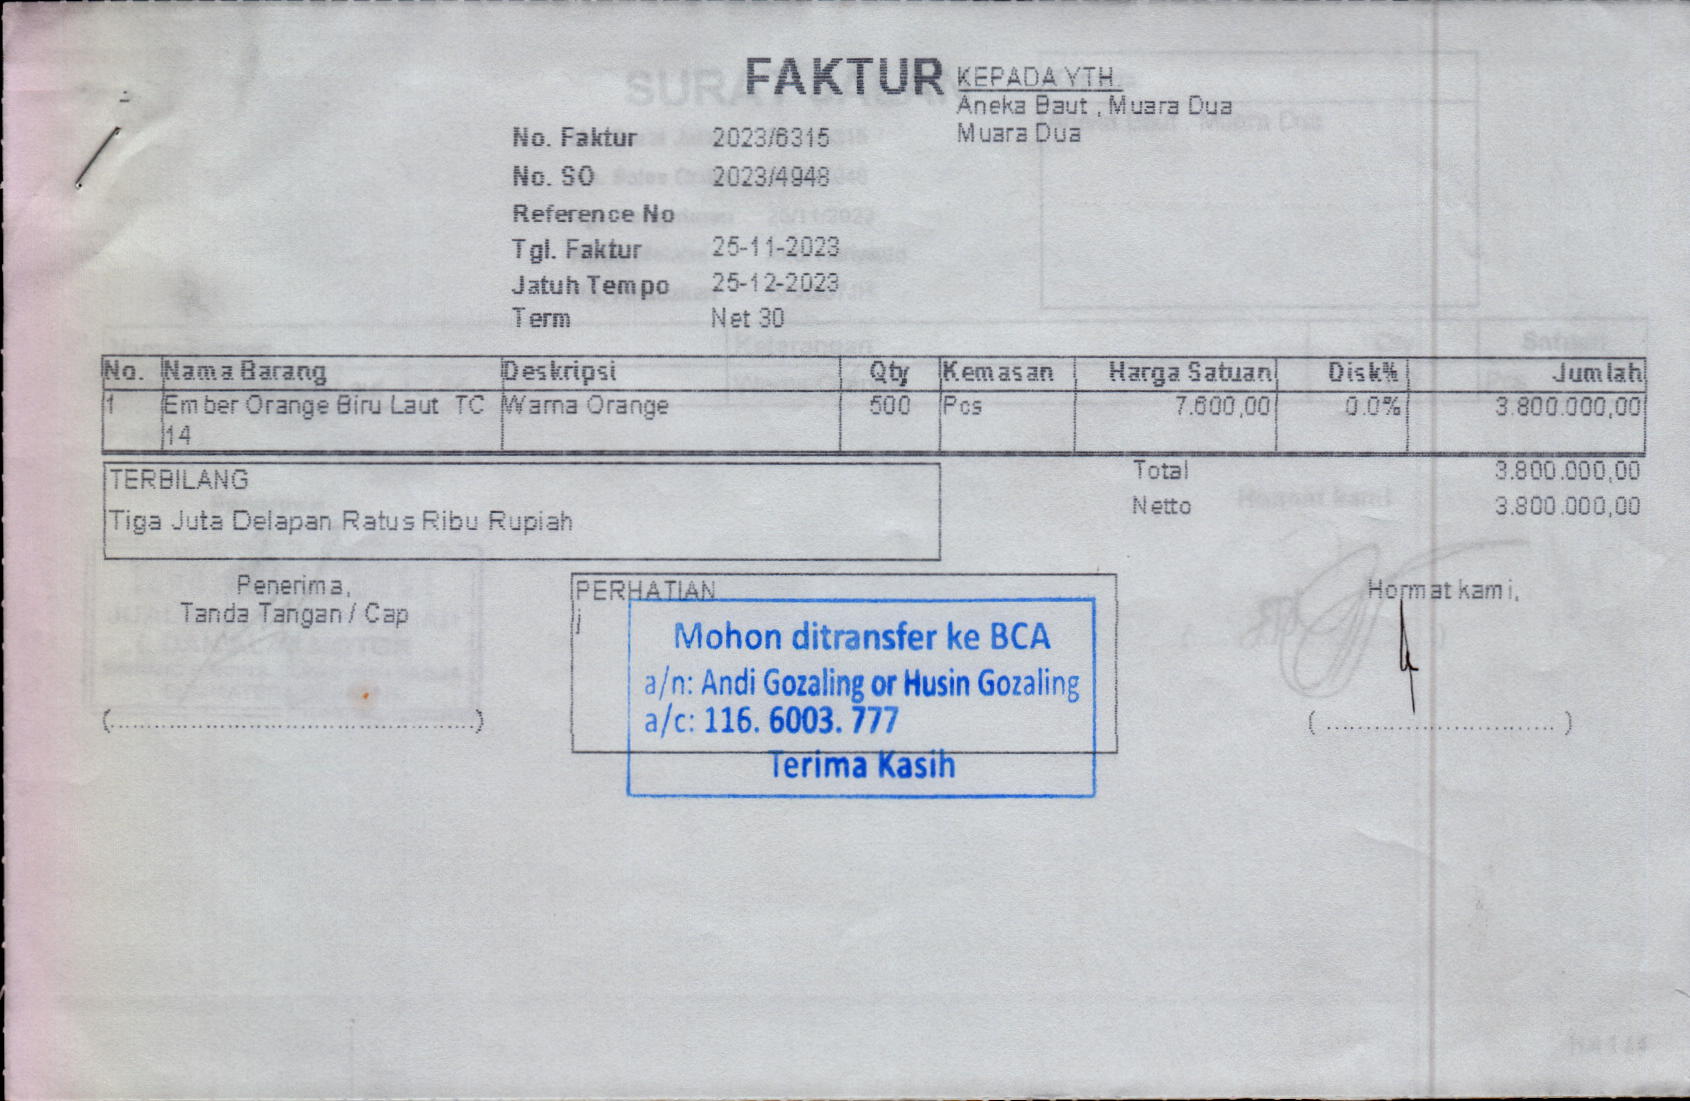 FAKTUR
KEPADA YTH.
Aneka Baut , Muara Dua
Muara Dua
No. Faktur 2023/6315
No. SO 2023/4948
Reference No
Tgl. Faktur 25-11-2023
Jatuh Tempo 25-12-2023
Term Net 30
No. Nama Barang Deskripsi Qty Kemasan Harga Satuan Disk% Jumlah
1 Ember Orange Biru Laut TC Warna Orange 500 Pcs 7.600,00 0.0% 3.800.000,00
14
TERBILANG
Tiga Juta Delapan Ratus Ribu Rupiah
Total 3.800.000,00
Netto 3.800.000,00
Penerima,
Tanda Tangan / Cap
(.......................................)
PERHATIAN
j
Mohon ditransfer ke BCA
a/n: Andi Gozaling or Husin Gozaling
a/c: 116. 6003. 777
Terima Kasih
Hormat kami,
( ............................ )